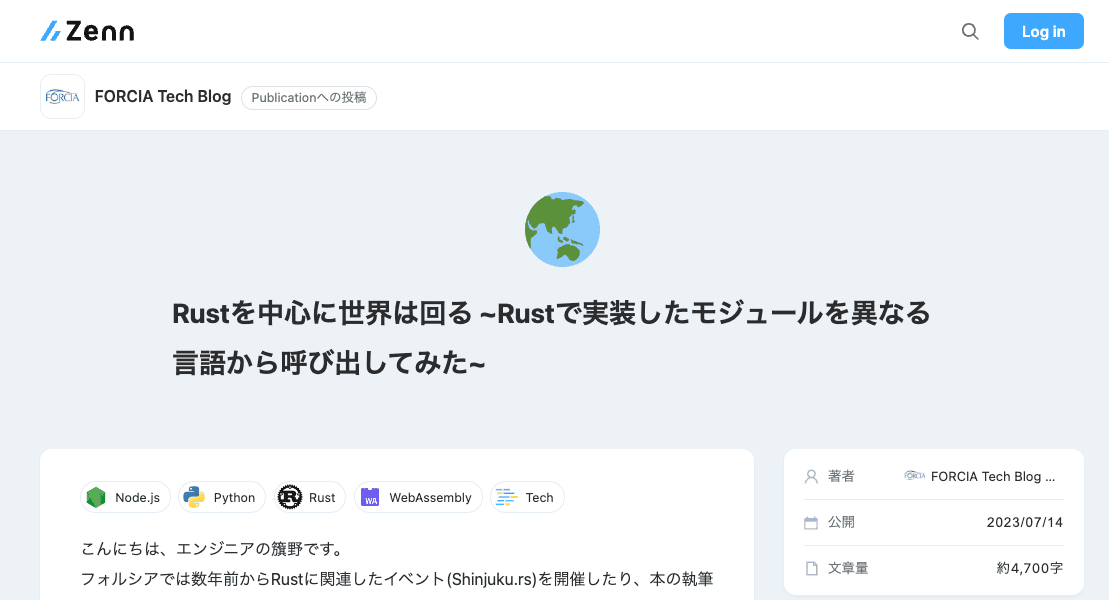 Zenn
Log in
FORCIA
FORCIA Tech Blog
Publicationへの投稿
Rustを中心に世界は回る ~Rustで実装したモジュールを異なる
言語から呼び出してみた~
Node.js
Python
Rust
WA
WebAssembly
Tech
こんにちは、エンジニアの籏野です。
フォルシアでは数年前からRustに関連したイベント(Shinjuku.rs)を開催したり、本の執筆
著者
FORCIA
FORCIA Tech Blog ...
公開
2023/07/14
文章量
約4,700字